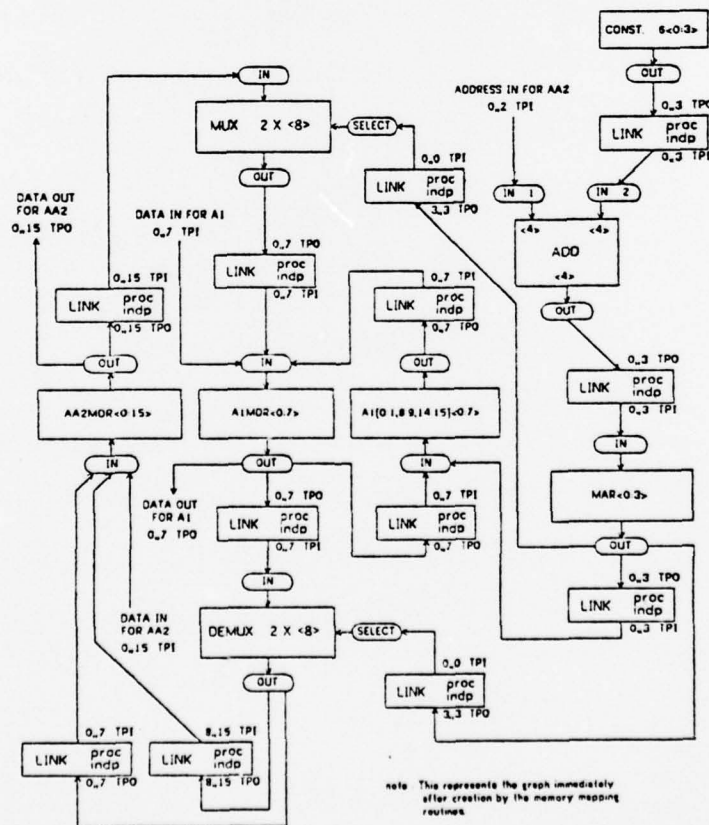 CONST. 6<0:3>
OUT
0..3 TPO
LINK proc indp
0..3 TPI
IN
MUX 2 X <8>
SELECT
OUT
ADDRESS IN FOR AA2
0..2 TPI
IN 1
IN 2
<4> <4>
ADD
<4>
OUT
0..0 TPI
LINK proc indp
3..3 TPO
DATA OUT
FOR AA2
0..15 TPO
DATA IN FOR A1
0..7 TPI
0..7 TPO
LINK proc indp
0..7 TPI
0..15 TPI
LINK proc indp
0..15 TPO
0..7 TPI
LINK proc indp
0..7 TPO
0..3 TPO
LINK proc indp
0..3 TPI
OUT
IN
OUT
IN
AA2MDR<0:15>
A1MDR<0:7>
A1[0:1,8:9,14:15]<0:7>
MAR<0:3>
IN
OUT
IN
OUT
DATA OUT
FOR A1
0..7 TPO
0..7 TPO
LINK proc indp
0..7 TPI
0..7 TPI
LINK proc indp
0..7 TPO
0..3 TPO
LINK proc indp
0..3 TPI
IN
DATA IN
FOR AA2
0..15 TPI
DEMUX 2 X <8>
SELECT
OUT
0..0 TPI
LINK proc indp
3..3 TPO
0..7 TPI
LINK proc indp
0..7 TPO
8..15 TPI
LINK proc indp
8..15 TPO
note : This represents the graph immediately
after creation by the memory mapping
routines